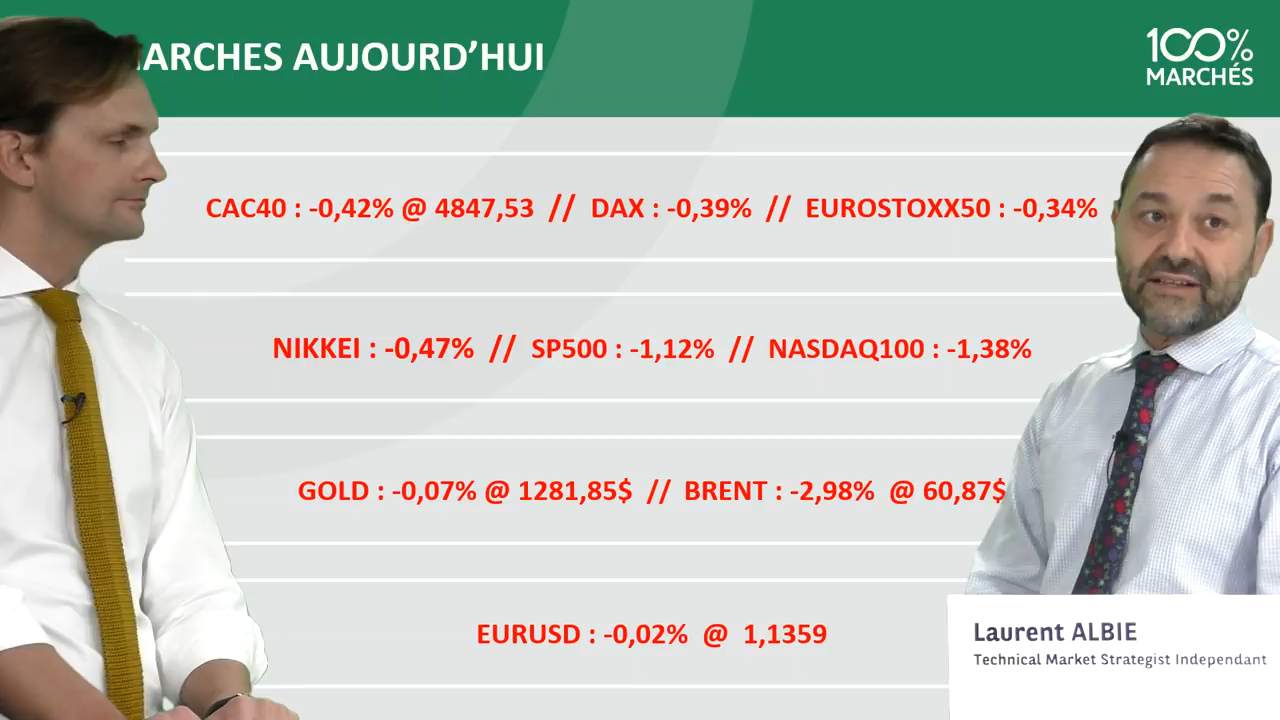 MARCHES AUJOURD’HUI
100%
MARCHÉS
CAC40 : -0,42% @ 4847,53 // DAX : -0,39% // EUROSTOXX50 : -0,34%
NIKKEI : -0,47% // SP500 : -1,12% // NASDAQ100 : -1,38%
GOLD : -0,07% @ 1281,85$ // BRENT : -2,98% @ 60,87$
EURUSD : -0,02% @ 1,1359
Laurent ALBIE
Technical Market Strategist Independant